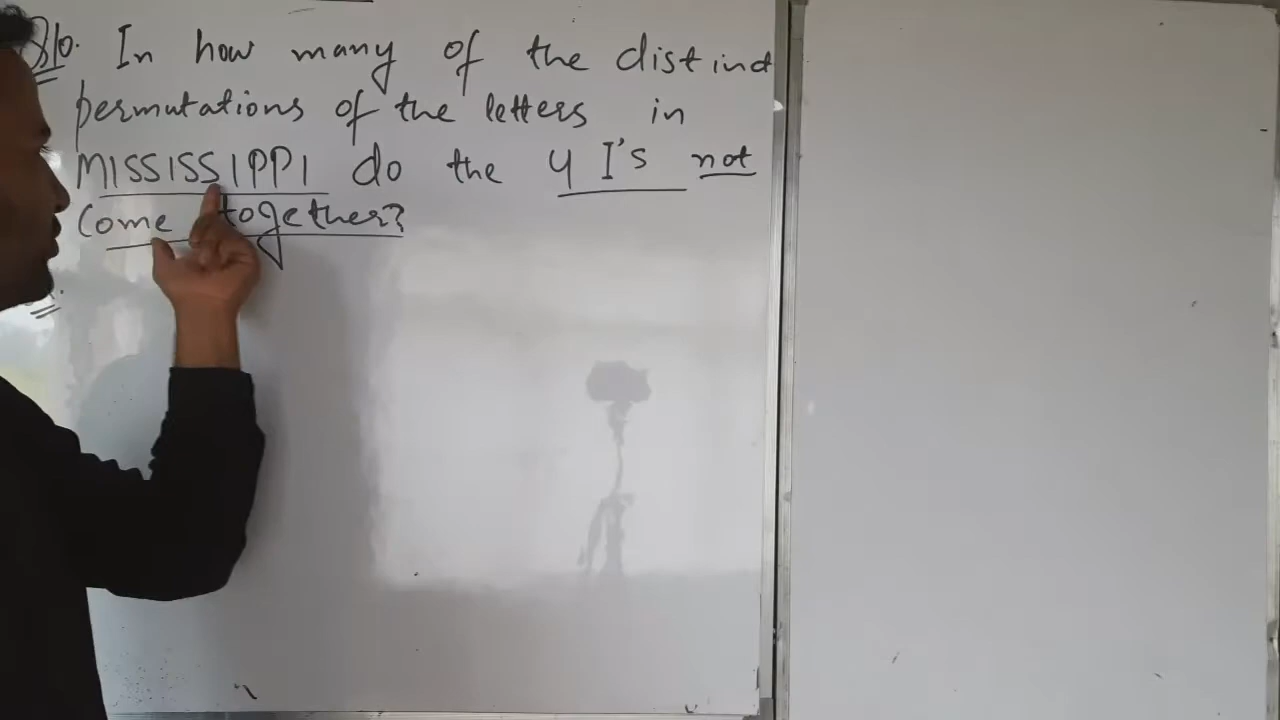 Q10. In how many of the distinct
permutations of the letters in
MISSISSIPPI do the 4 I's not
Come together?